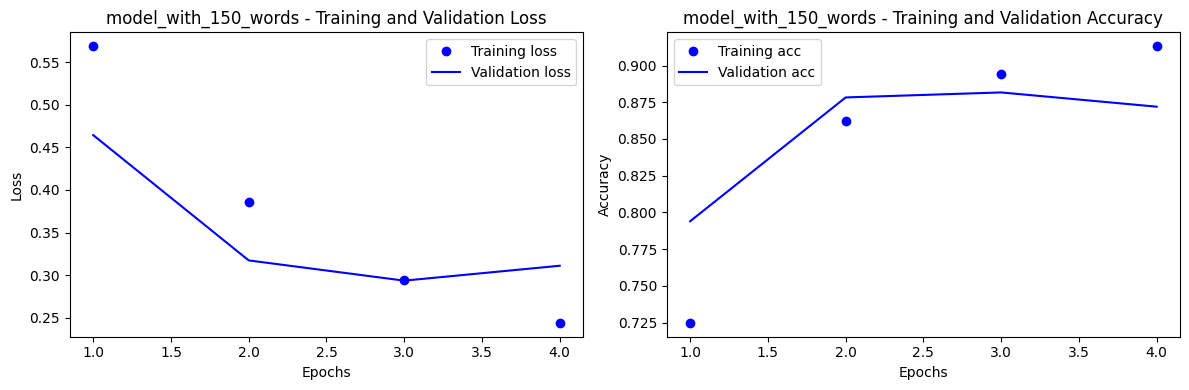 model_with_150_words - Training and Validation Loss
Training loss
Validation loss
0.55
0.50
0.45
0.40
0.35
0.30
0.25
Loss
1.0 1.5 2.0 2.5 3.0 3.5 4.0
Epochs
model_with_150_words - Training and Validation Accuracy
Training acc
Validation acc
0.900
0.875
0.850
0.825
0.800
0.775
0.750
0.725
Accuracy
1.0 1.5 2.0 2.5 3.0 3.5 4.0
Epochs